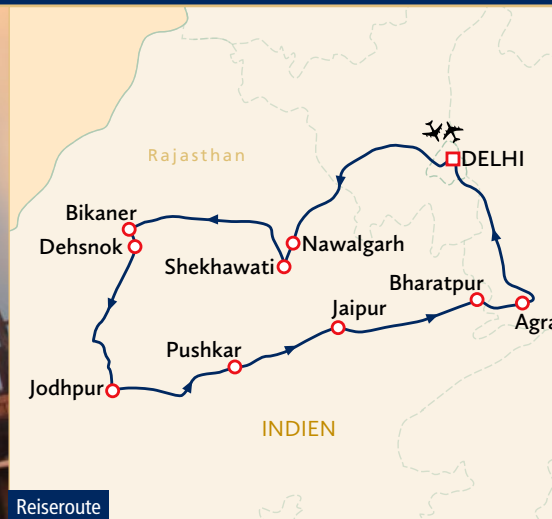 Rajasthan
DELHI
Bikaner
Dehsnok
Nawalgarh
Shekhawati
Bharatpur
Agra
Jaipur
Pushkar
Jodhpur
INDIEN
Reiseroute